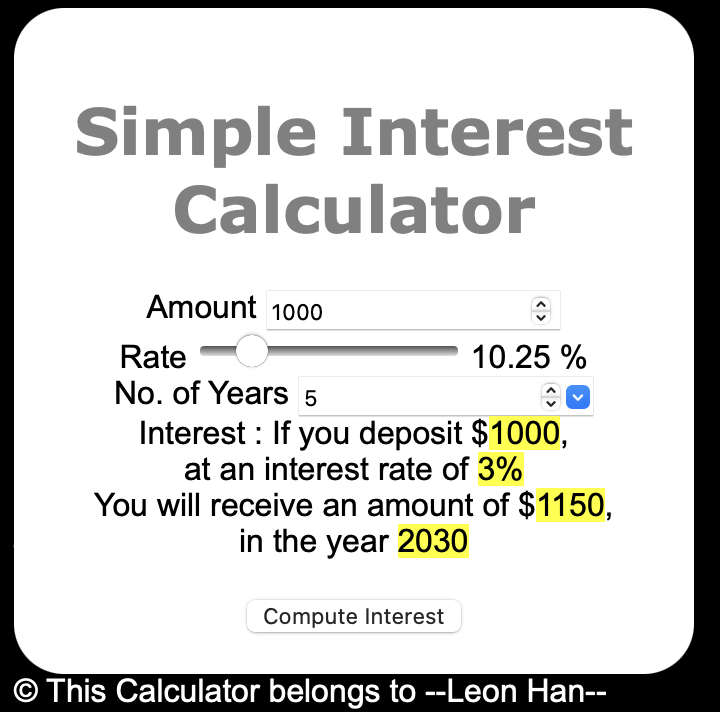 Simple Interest
Calculator
Amount 1000
Rate 10.25 %
No. of Years 5
Interest : If you deposit $1000,
at an interest rate of 3%
You will receive an amount of $1150,
in the year 2030
Compute Interest
© This Calculator belongs to --Leon Han--